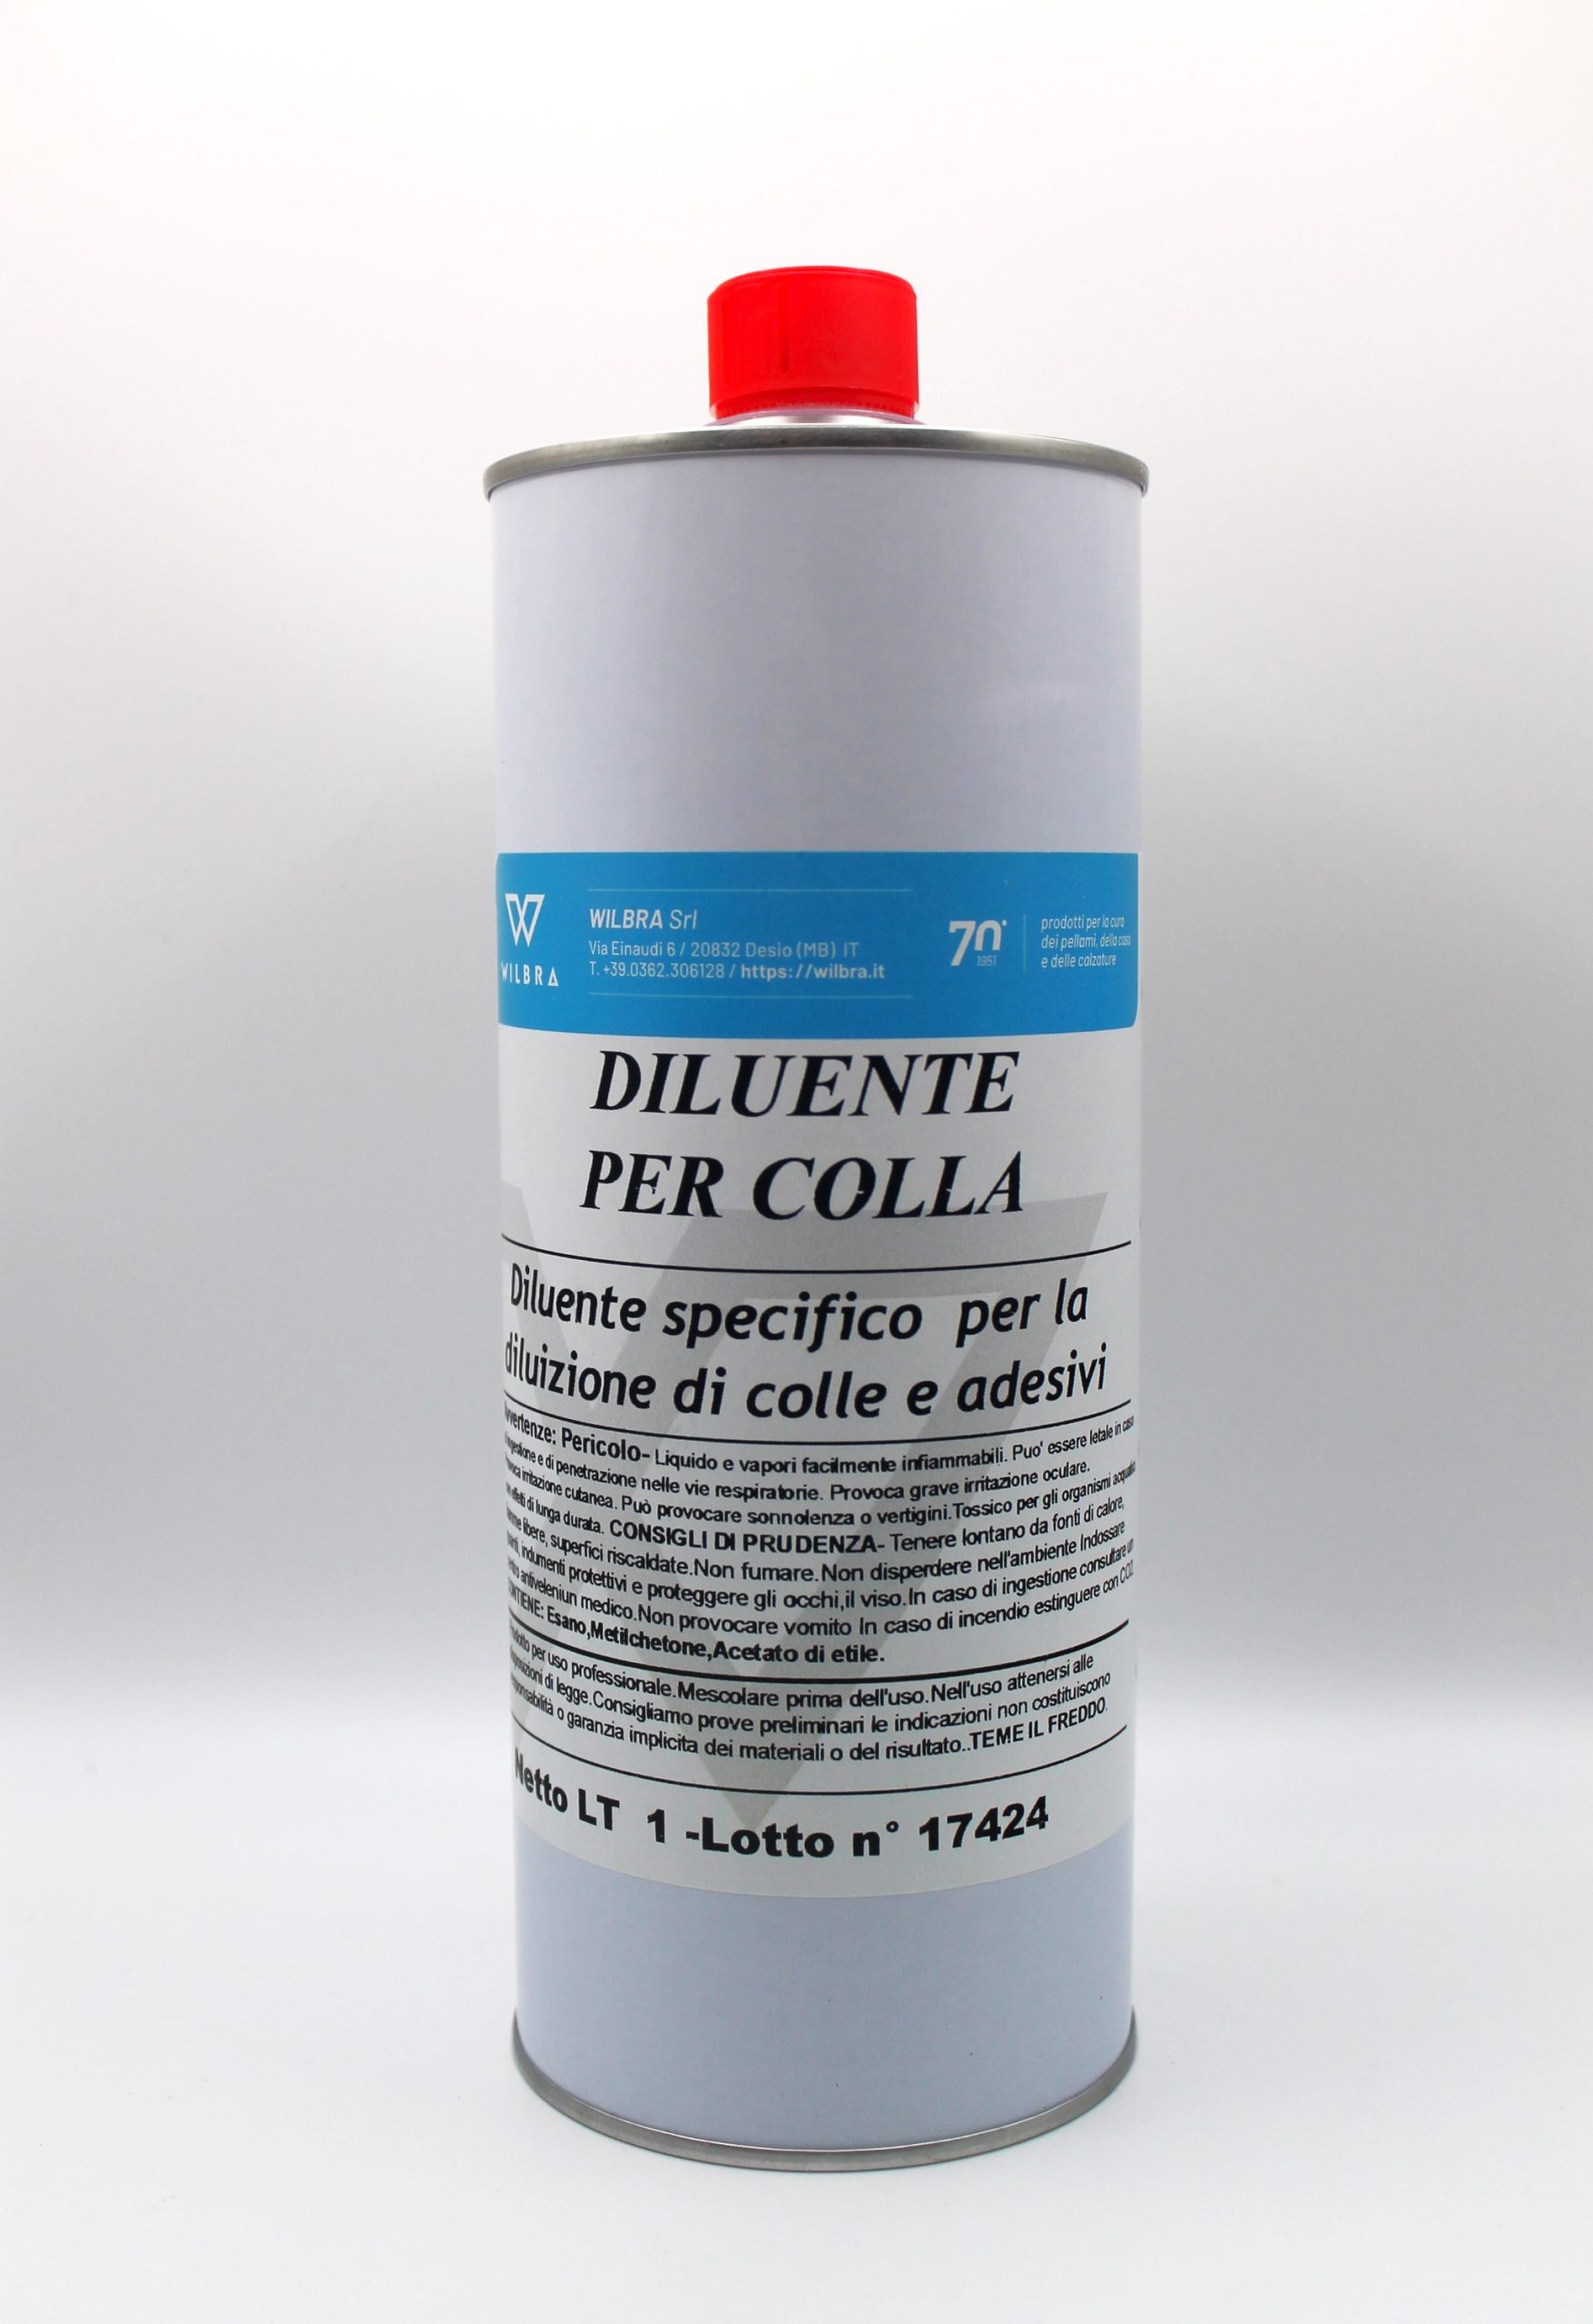 WILBRA
WILBRA Srl
Via Einaudi 6 / 20832 Desio (MB) IT
T. +39.0362.306128 / https://wilbra.it
70°
1951
prodotti per la cura
dei pellami, della casa
e delle calzature
DILUENTE
PER COLLA
Diluente specifico per la
diluizione di colle e adesivi
Avvertenze: Pericolo- Liquido e vapori facilmente infiammabili. Puo' essere letale in caso
ingestione e di penetrazione nelle vie respiratorie. Provoca grave irritazione oculare.
irritazione cutanea. Può provocare sonnolenza o vertigini.Tossico per gli organismi acquatici
effetti di lunga durata. CONSIGLI DI PRUDENZA- Tenere lontano da fonti di calore,
libere, superfici riscaldate.Non fumare.Non disperdere nell'ambiente Indossare
indumenti protettivi e proteggere gli occhi,il viso.In caso di ingestione consultare un
antiveleniun medico.Non provocare vomito In caso di incendio estinguere con CO2.
CONTIENE: Esano,Metilchetone,Acetato di etile.
Prodotto per uso professionale.Mescolare prima dell'uso.Nell'uso attenersi alle
disposizioni di legge.Consigliamo prove preliminari le indicazioni non costituiscono
responsabilità o garanzia implicita dei materiali o del risultato..TEME IL FREDDO.
Netto LT 1 -Lotto n° 17424